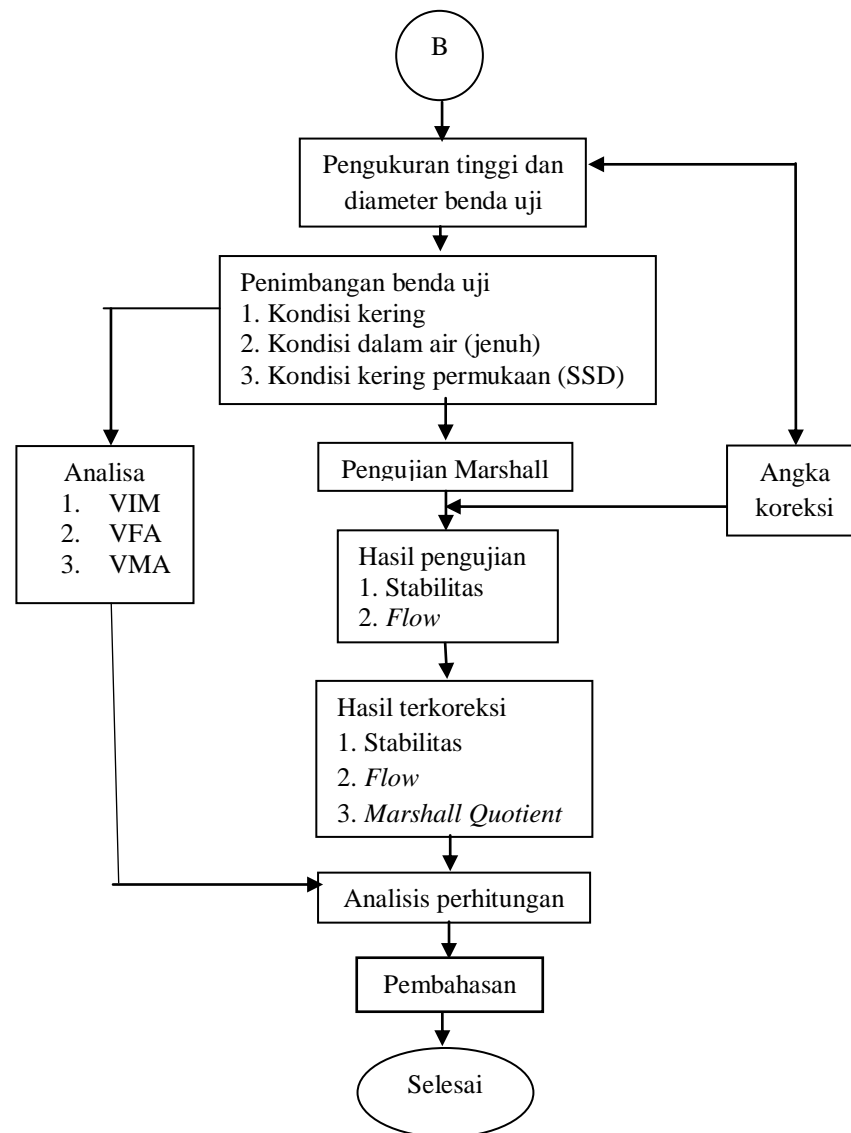 B
Pengukuran tinggi dan
diameter benda uji
Penimbangan benda uji
1. Kondisi kering
2. Kondisi dalam air (jenuh)
3. Kondisi kering permukaan (SSD)
Analisa
1. VIM
2. VFA
3. VMA
Pengujian Marshall
Angka
koreksi
Hasil pengujian
1. Stabilitas
2. Flow
Hasil terkoreksi
1. Stabilitas
2. Flow
3. Marshall Quotient
Analisis perhitungan
Pembahasan
Selesai